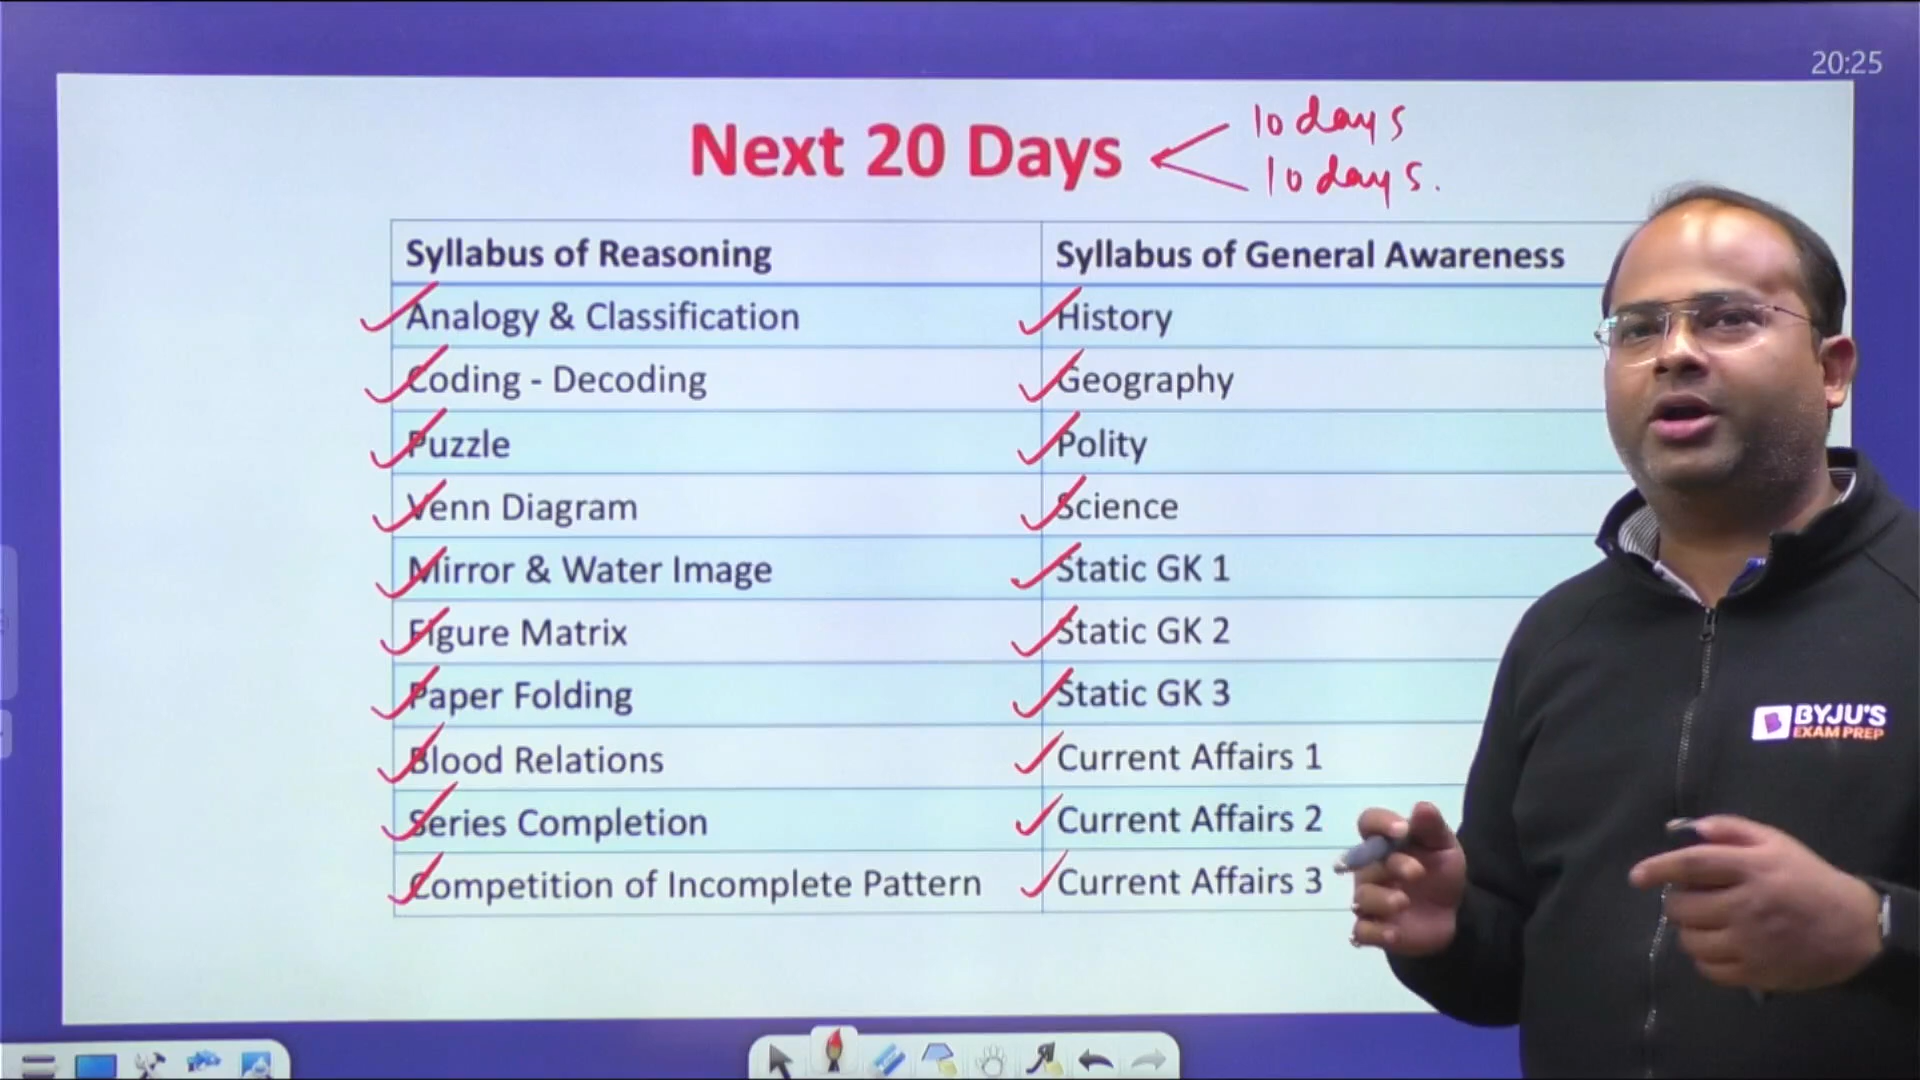 20:25
Next 20 Days
10 days
10 days.
Syllabus of Reasoning
Syllabus of General Awareness
Analogy & Classification
History
Coding - Decoding
Geography
Puzzle
Polity
Venn Diagram
Science
Mirror & Water Image
Static GK 1
Figure Matrix
Static GK 2
Paper Folding
Static GK 3
Blood Relations
Current Affairs 1
Series Completion
Current Affairs 2
Competition of Incomplete Pattern
Current Affairs 3
BYJU'S
EXAM PREP